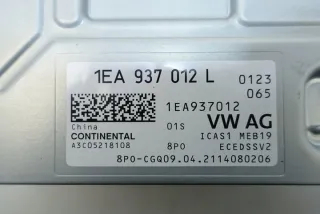 1EA 937 012 L 0123
065
1EA937012
China 01S VW AG
CONTINENTAL ICAS1 MEB19
A3C05218108 8P0 ECEDSSV2
8P0-CGQ09.04.2114080206